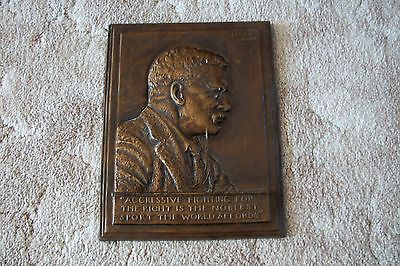 "AGGRESSIVE FIGHTING FOR
THE RIGHT IS THE NOBLEST
SPORT THE WORLD AFFORDS"